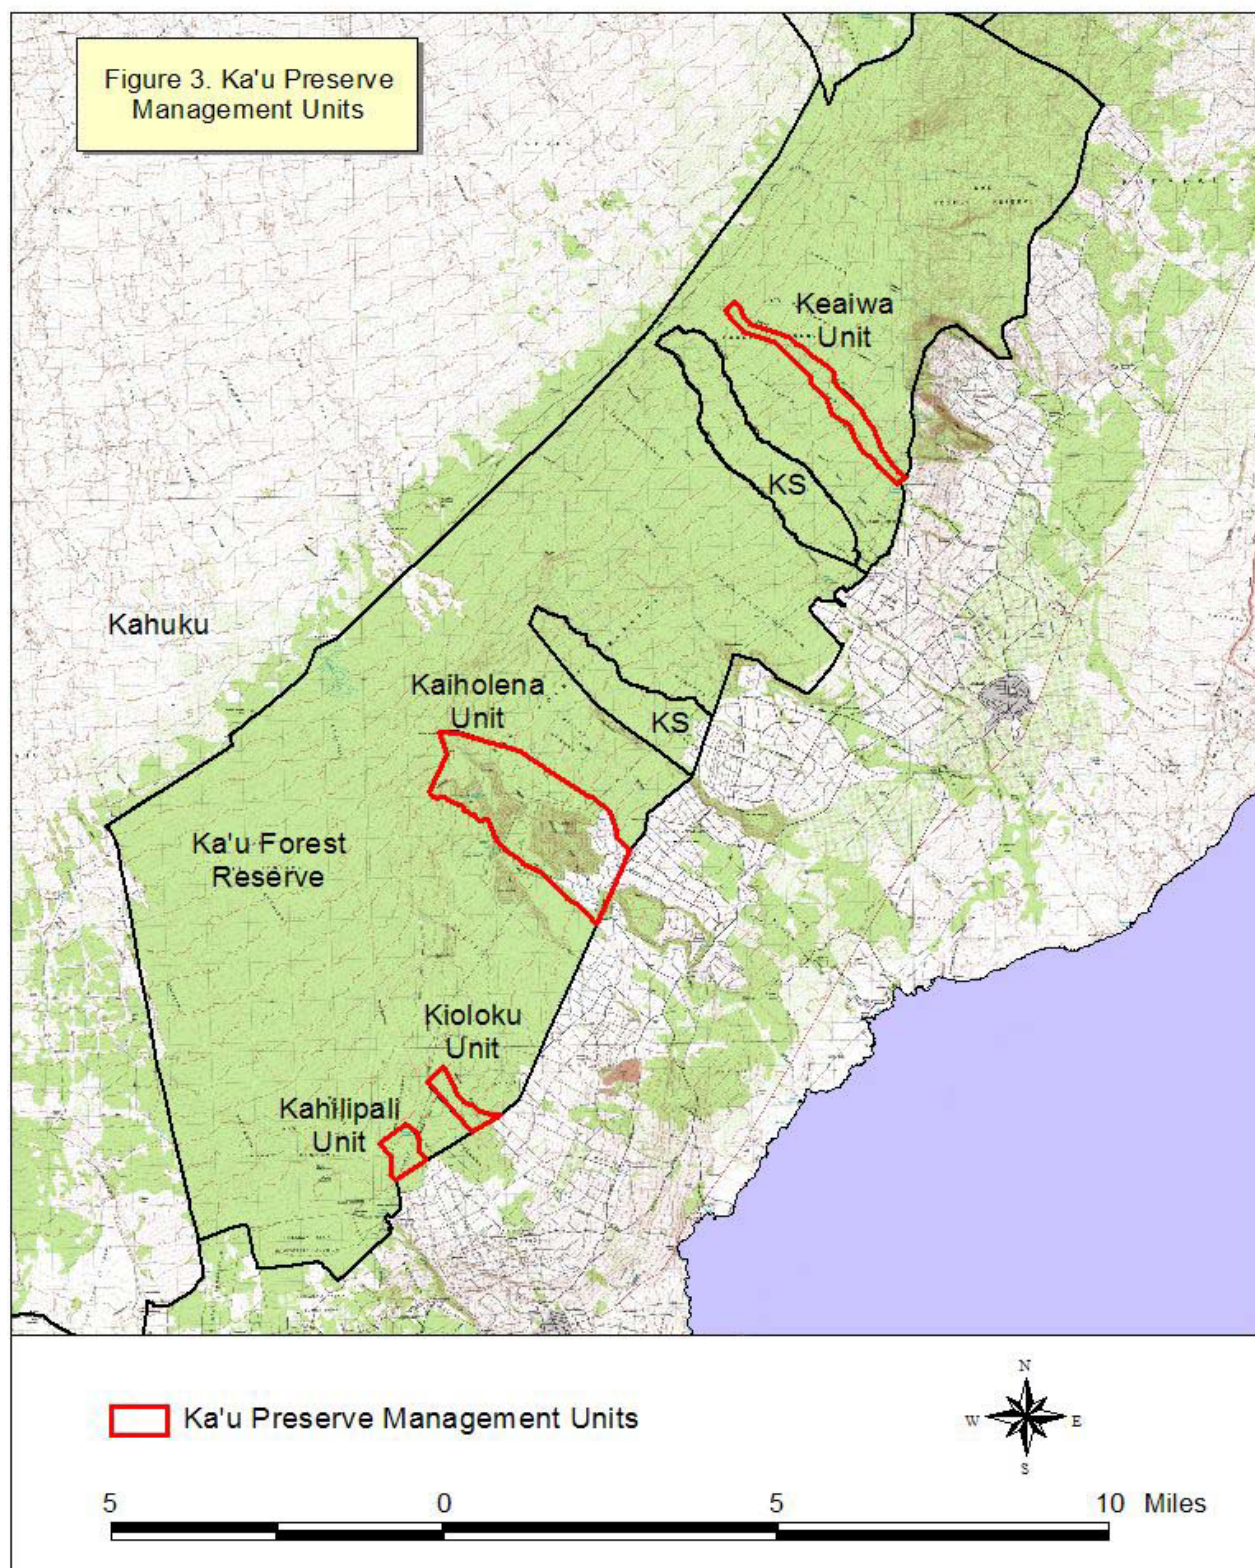 Figure 3. Ka'u Preserve
Management Units
Keaiwa
Unit
KS
Kahuku
Kaiholena
Unit
KS
Ka'u Forest
Reserve
Kioloku
Unit
Kahilipali
Unit
N
W
E
S
Ka'u Preserve Management Units
5
0
5
10 Miles